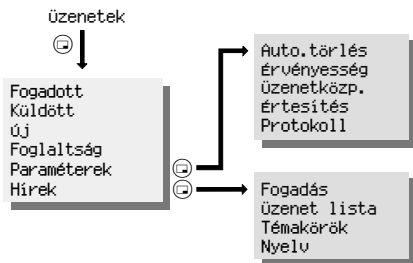 üzenetek
Fogadott
Küldött
új
Foglaltság
Paraméterek
Hírek
Auto.törlés
érvényesség
üzenetközp.
értesítés
Protokoll
Fogadás
üzenet lista
Témakörök
Nyelv